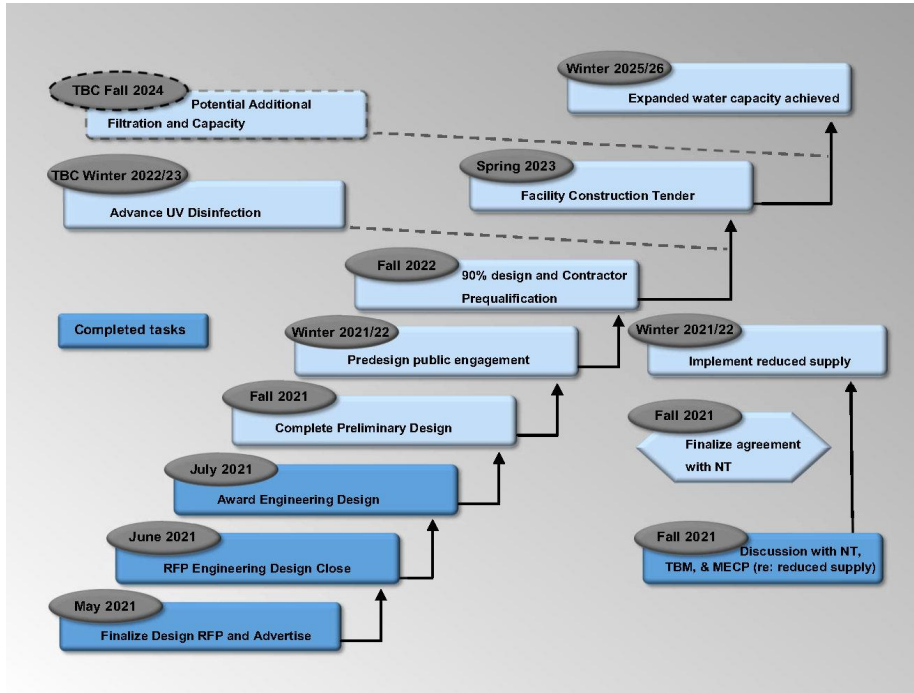 TBC Fall 2024
Potential Additional
Filtration and Capacity
Winter 2025/26
Expanded water capacity achieved
TBC Winter 2022/23
Advance UV Disinfection
Spring 2023
Facility Construction Tender
Fall 2022
90% design and Contractor
Prequalification
Completed tasks
Winter 2021/22
Predesign public engagement
Winter 2021/22
Implement reduced supply
Fall 2021
Complete Preliminary Design
Fall 2021
Finalize agreement
with NT
July 2021
Award Engineering Design
June 2021
RFP Engineering Design Close
Fall 2021
Discussion with NT,
TBM, & MECP (re: reduced supply)
May 2021
Finalize Design RFP and Advertise